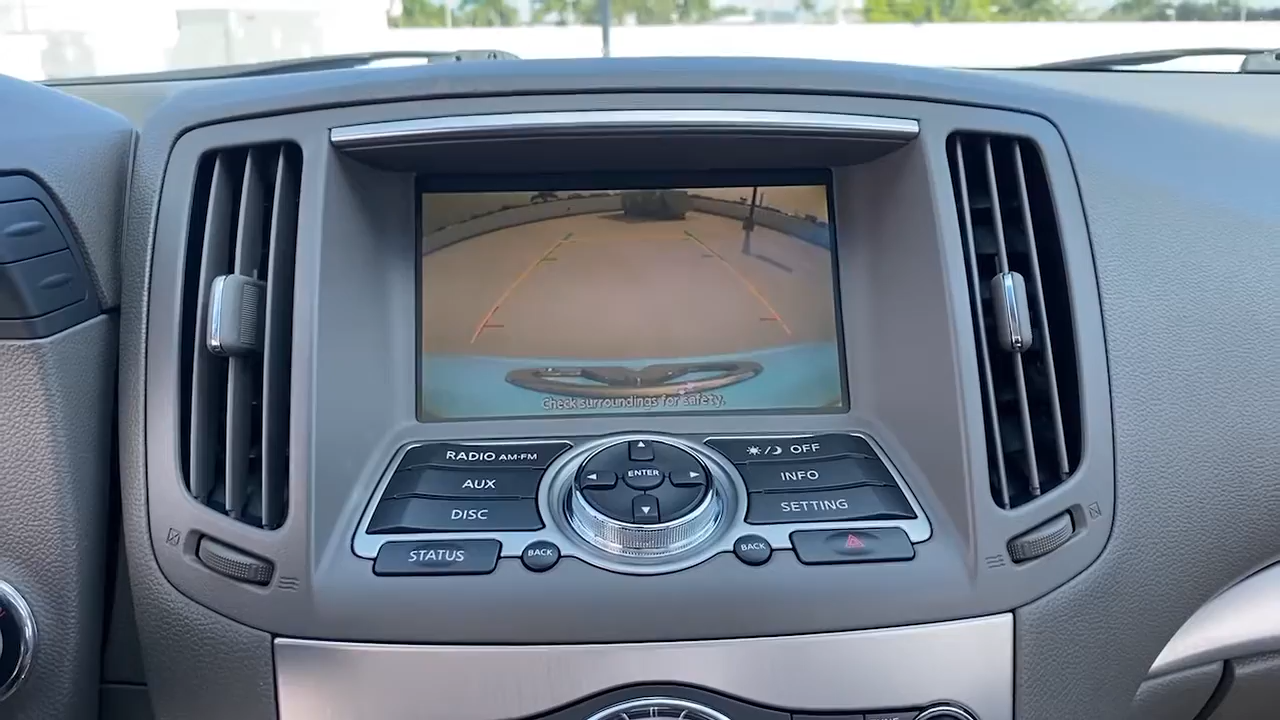 Check surroundings for safety.
RADIO AM·FM
AUX
DISC
STATUS
BACK
ENTER
OFF
INFO
SETTING
BACK